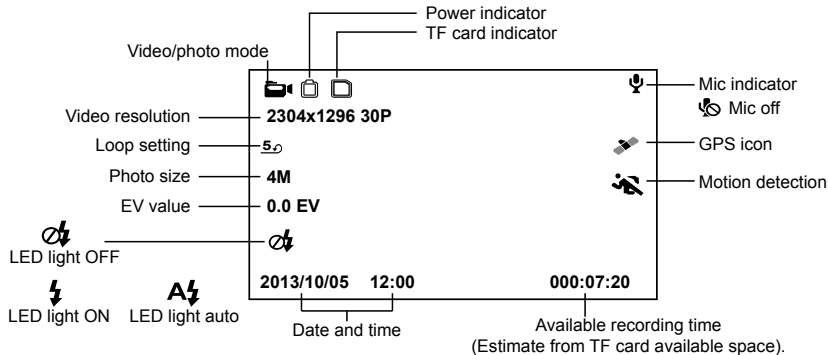 Power indicator
TF card indicator
Video/photo mode
Mic indicator
Mic off
Video resolution
2304x1296 30P
Loop setting
5
GPS icon
Photo size
4M
Motion detection
EV value
0.0 EV
LED light OFF
A
LED light ON
LED light auto
2013/10/05 12:00
000:07:20
Date and time
Available recording time
(Estimate from TF card available space).